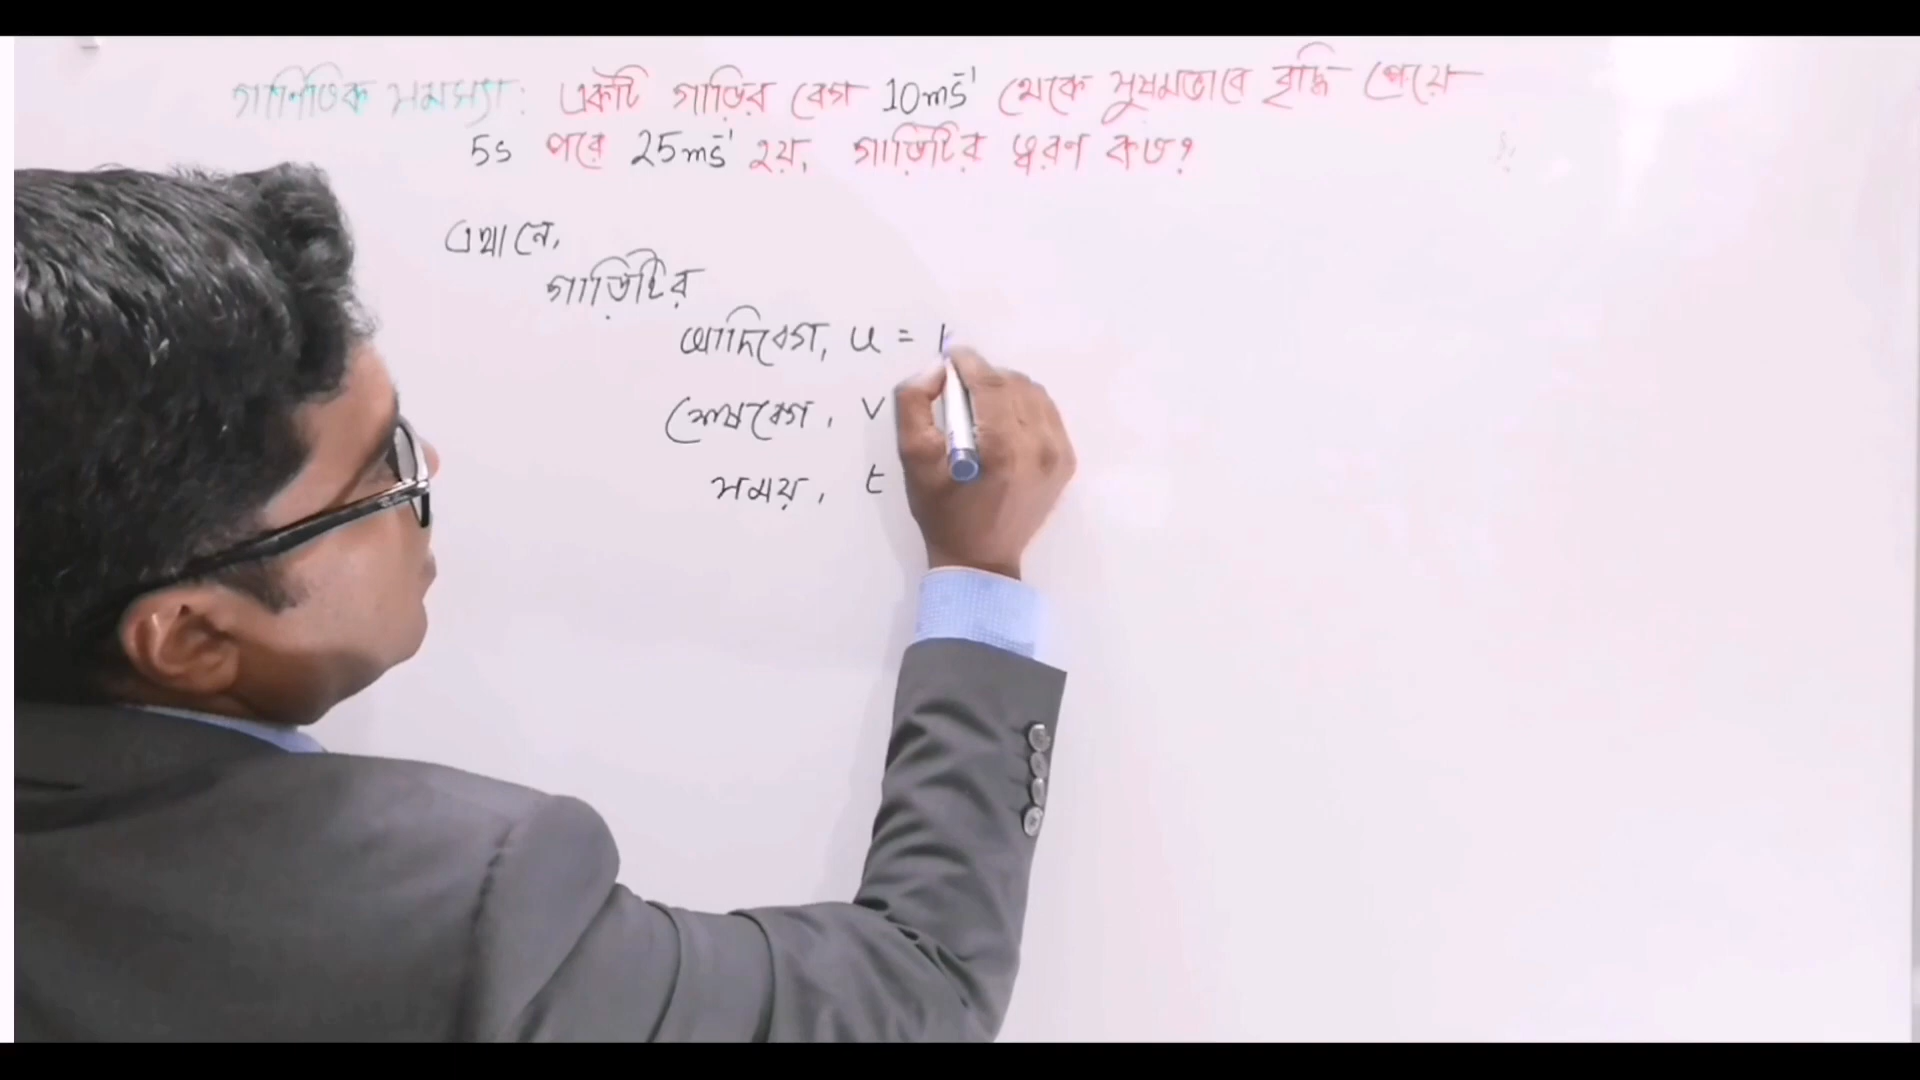 গাণিতিক সমস্যা: একটি গাড়ির বেগ 10ms⁻¹ থেকে সুষমভাবে বৃদ্ধি পেয়ে
5s পরে 25ms⁻¹ হয়, গাড়িটির ত্বরণ কত?
এখানে,
গাড়িটির
আদিবেগ, u = 1
শেষবেগ, v
সময়, t